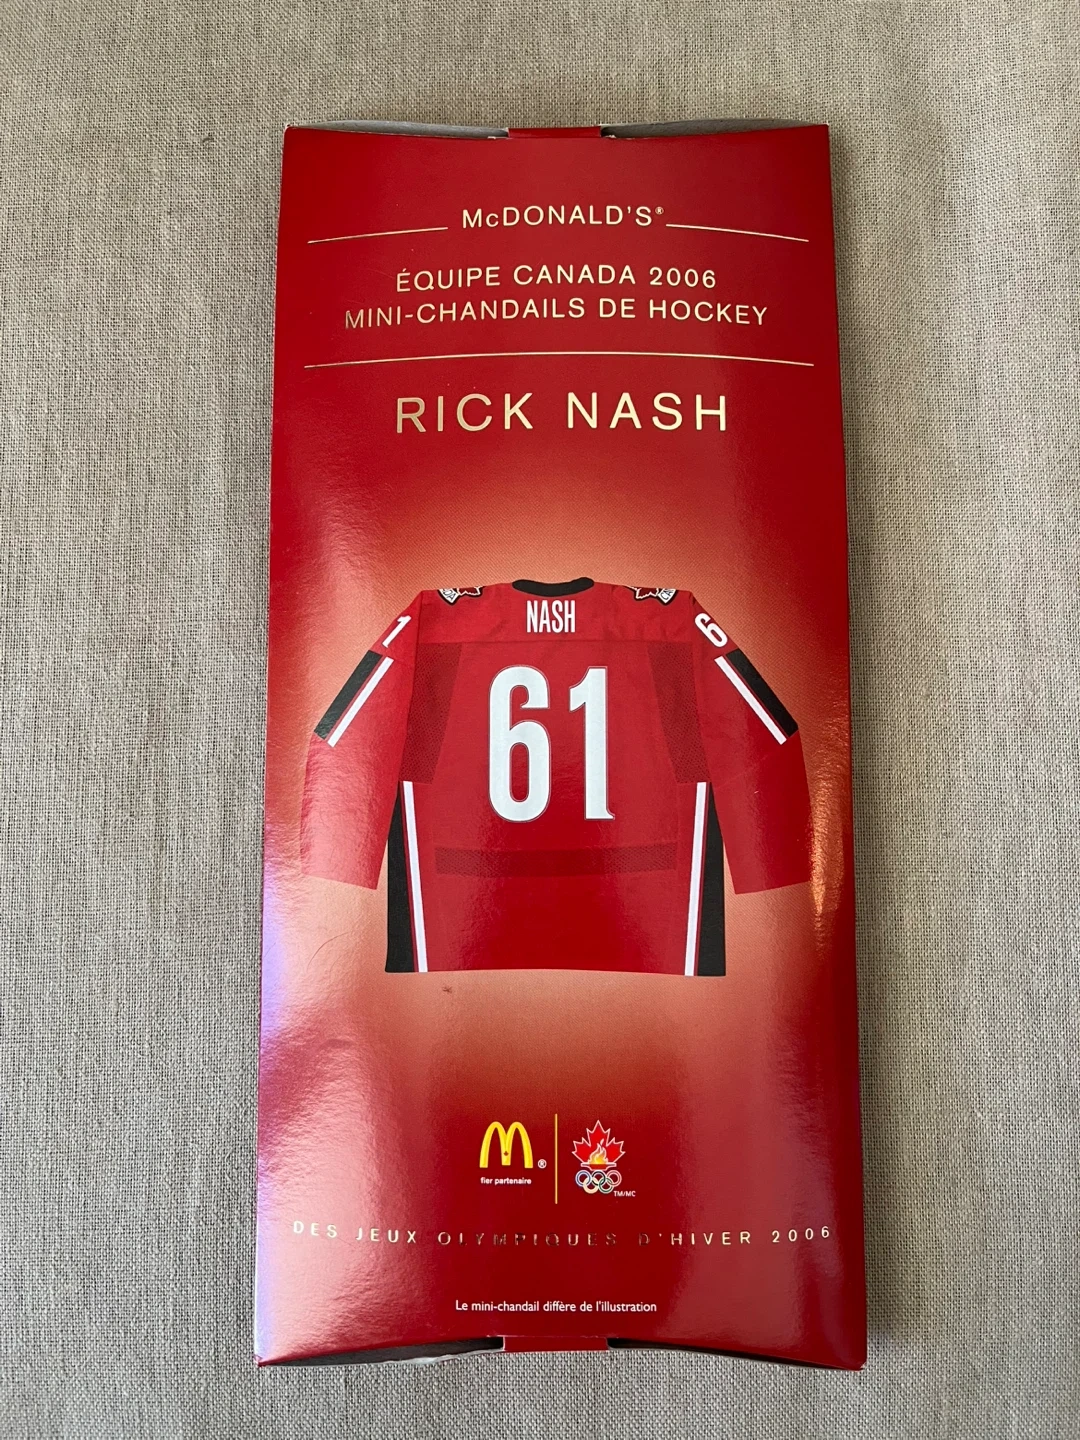 McDONALD'S®
ÉQUIPE CANADA 2006
MINI-CHANDAILS DE HOCKEY
RICK NASH
NASH
1
6
61
M®
fier partenaire
TM/MC
DES JEUX OLYMPIQUES D'HIVER 2006
Le mini-chandail diffère de l'illustration